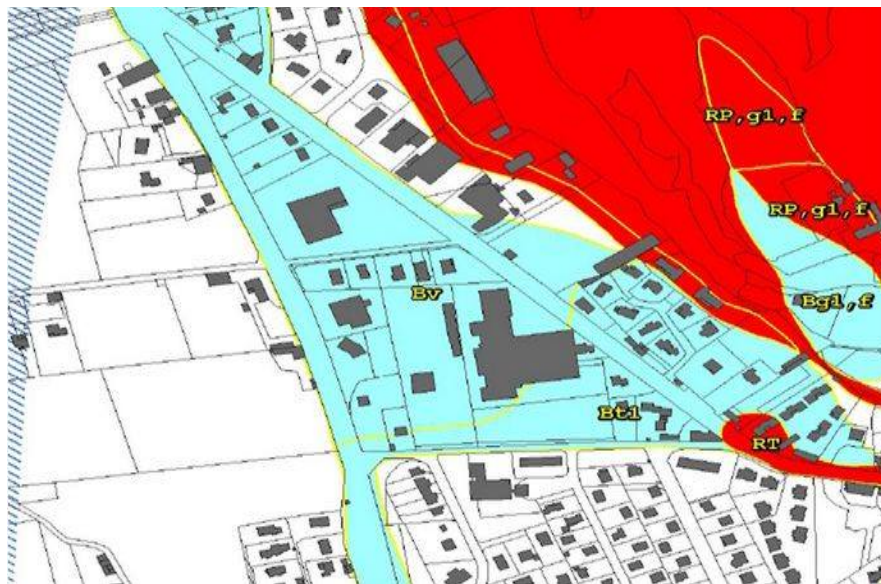 RP,g1,f
RP,g1,f
Bv
Bg1,f
Bt1
RT